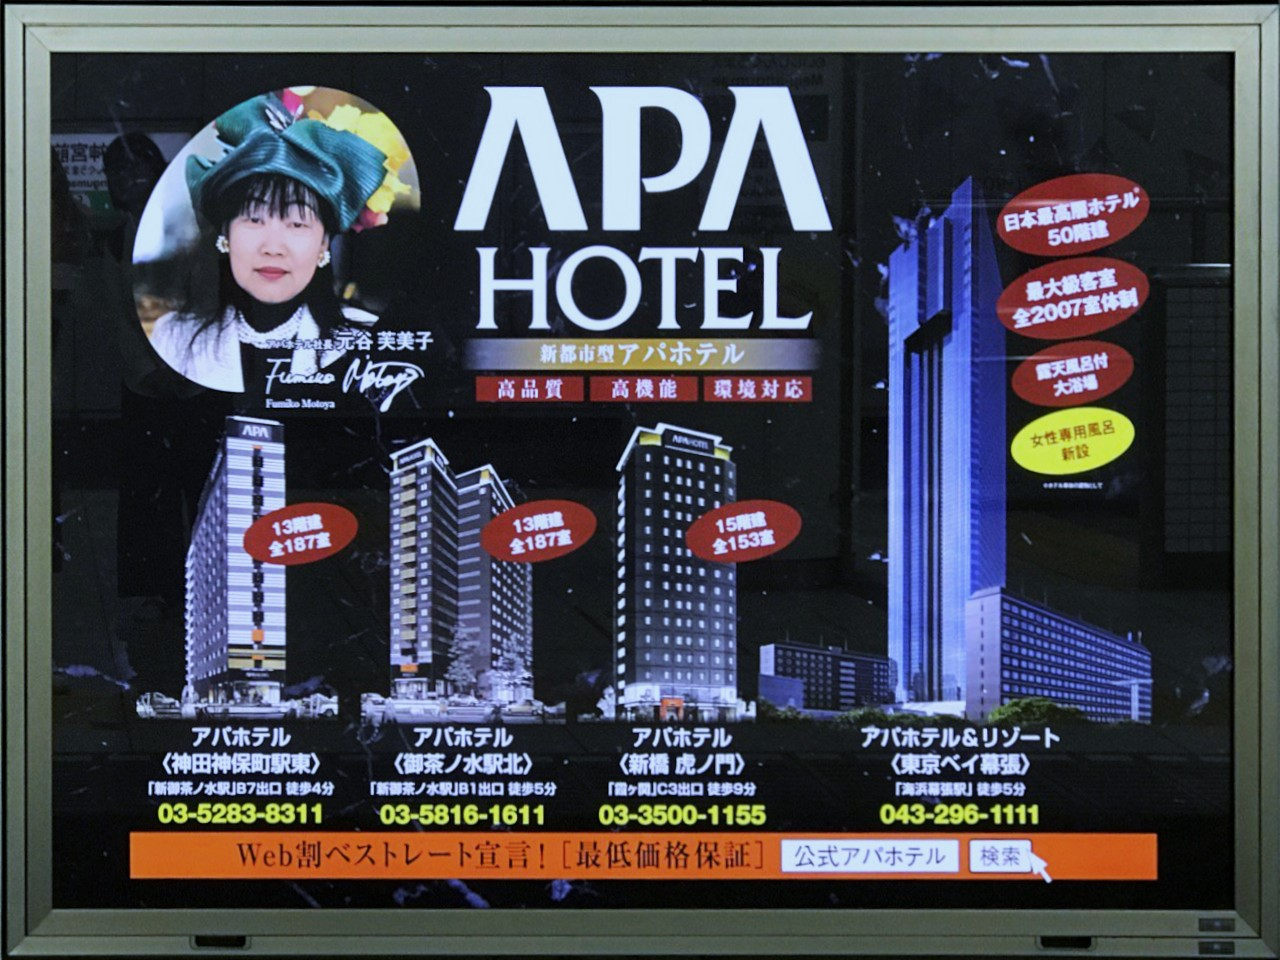 APA
HOTEL
新都市型アパホテル
高品質 高機能 環境対応
アパホテル社長 元谷 芙美子
Fumiko Motoya
Fumiko Motoya
日本最高層ホテル※
50階建
最大級客室
全2007室体制
露天風呂付
大浴場
女性専用風呂
新設
APA
APA HOTEL
APA HOTEL
13階建
全187室
13階建
全187室
15階建
全153室
アパホテル
〈神田神保町駅東〉
「新御茶ノ水駅」B7出口 徒歩4分
03-5283-8311
アパホテル
〈御茶ノ水駅北〉
「新御茶ノ水駅」B1出口 徒歩5分
03-5816-1611
アパホテル
〈新橋 虎ノ門〉
「霞ヶ関」C3出口 徒歩9分
03-3500-1155
アパホテル&リゾート
〈東京ベイ幕張〉
「海浜幕張駅」 徒歩5分
043-296-1111
Web割ベストレート宣言！［最低価格保証］ 公式アパホテル 検索